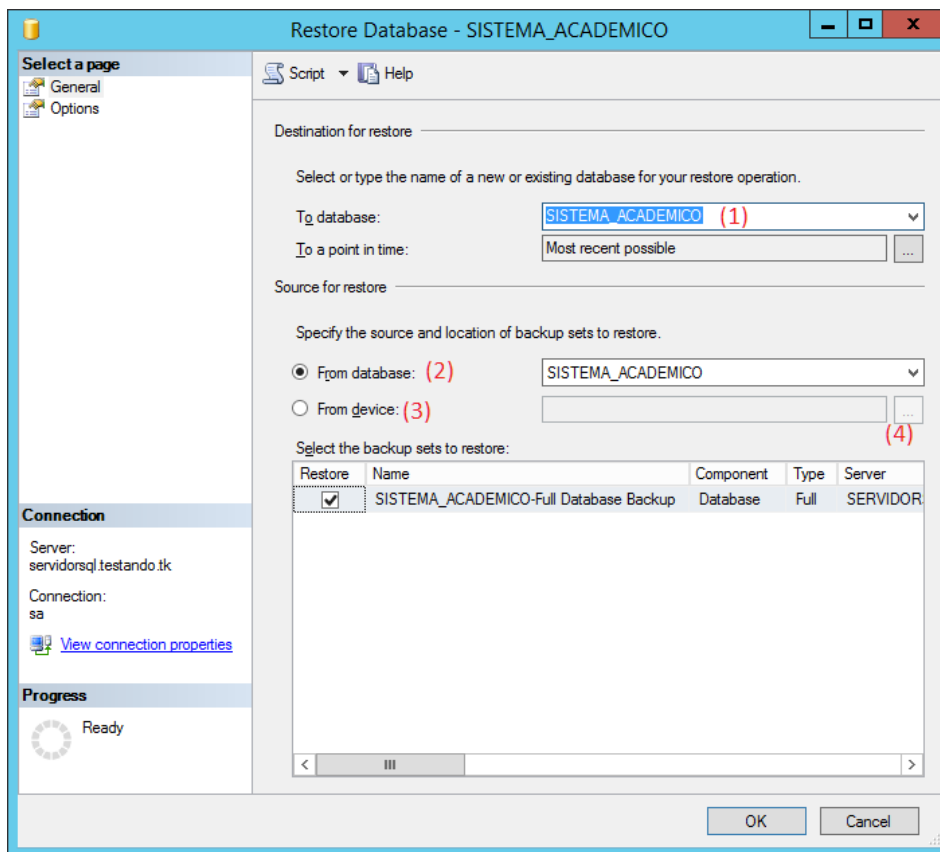 Restore Database - SISTEMA_ACADEMICO
Select a page
General
Options
Script Help
Destination for restore
Select or type the name of a new or existing database for your restore operation.
To database: SISTEMA_ACADEMICO (1)
To a point in time: Most recent possible ...
Source for restore
Specify the source and location of backup sets to restore.
From database: (2) SISTEMA_ACADEMICO
From device: (3) ...
(4)
Select the backup sets to restore:
Restore Name Component Type Server
SISTEMA_ACADEMICO-Full Database Backup Database Full SERVIDORS
Connection
Server:
servidorsql.testando.tk
Connection:
sa
View connection properties
Progress
Ready
OK Cancel